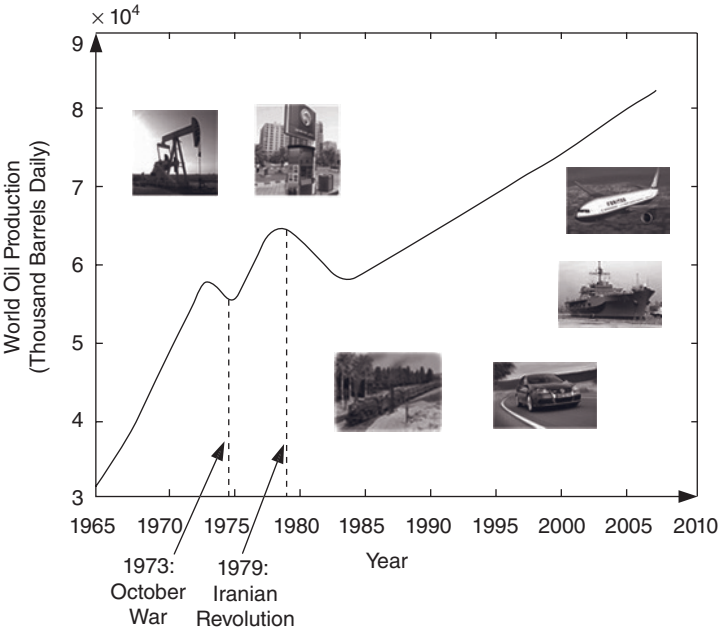 × 10⁴
9
8
7
6
5
4
3
World Oil Production
(Thousand Barrels Daily)
1965 1970 1975 1980 1985 1990 1995 2000 2005 2010
Year
1973:
October
War
1979:
Iranian
Revolution